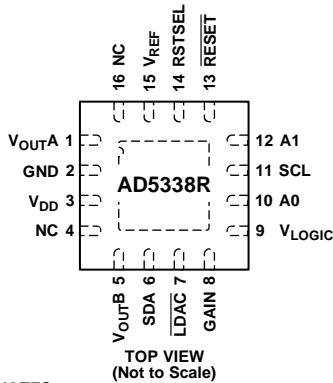 16 NC
15 VREF
14 RSTSEL
13 RESET
VOUTA 1
GND 2
VDD 3
NC 4
AD5338R
12 A1
11 SCL
10 A0
9 VLOGIC
VOUTB 5
SDA 6
LDAC 7
GAIN 8
TOP VIEW
(Not to Scale)